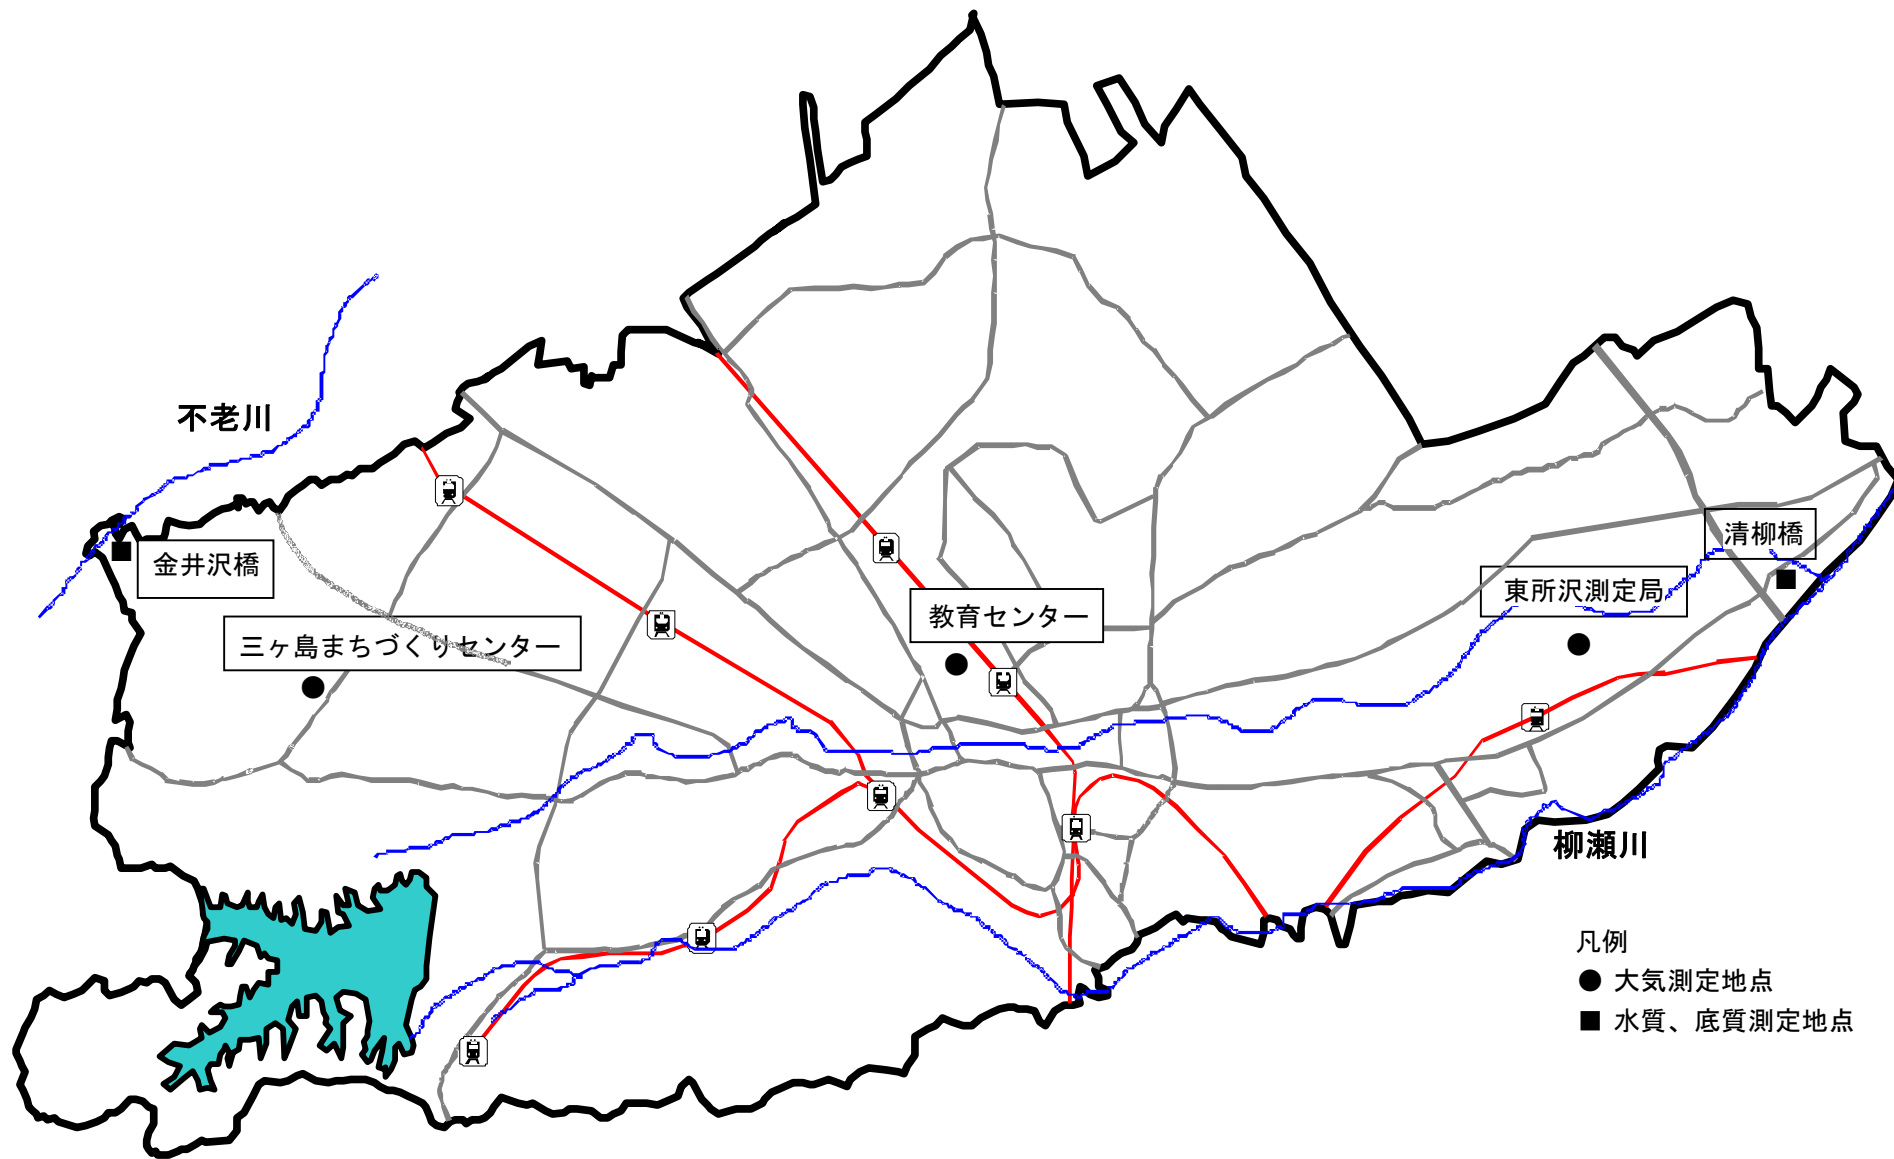 不老川
清柳橋
金井沢橋
東所沢測定局
教育センター
三ヶ島まちづくりセンター
柳瀬川
凡例
大気測定地点
水質、底質測定地点